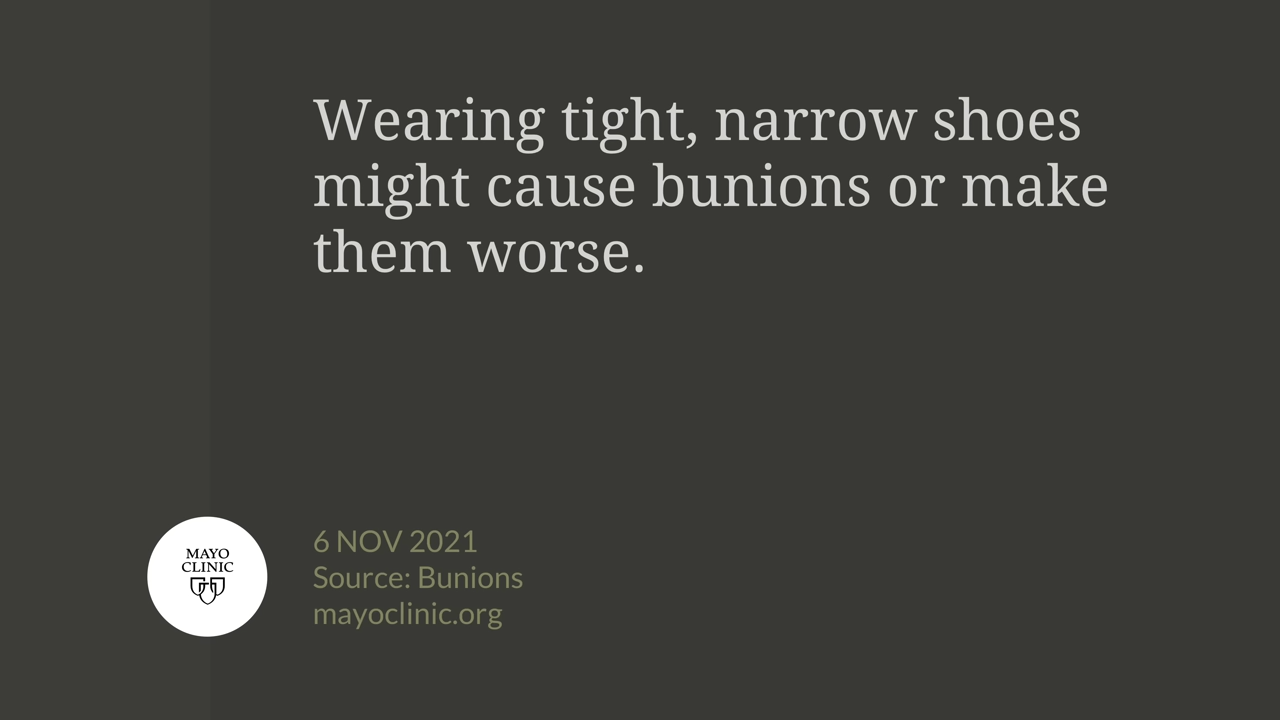 Wearing tight, narrow shoes
might cause bunions or make
them worse.
MAYO
CLINIC
6 NOV 2021
Source: Bunions
mayoclinic.org